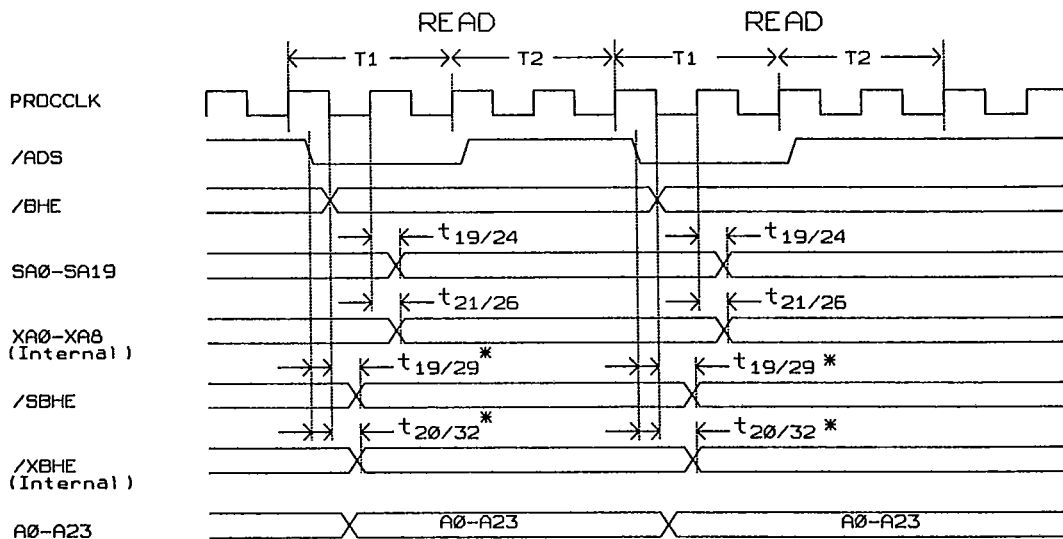 READ READ
T1 T2 T1 T2
PROCCLK
/ADS
/BHE
t19/24 t19/24
SA0-SA19
t21/26 t21/26
XA0-XA8
(Internal)
t19/29* t19/29*
/SBHE
t20/32* t20/32*
/XBHE
(Internal)
A0-A23 A0-A23 A0-A23